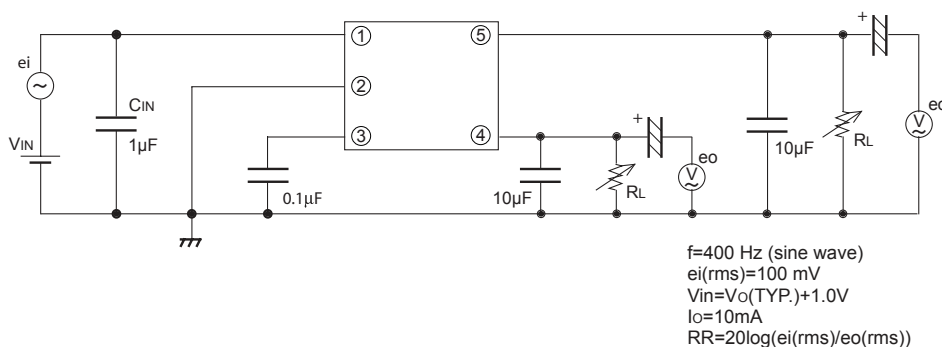 +
① ⑤
ei
②
CIN
eo
1μF
+
③ ④
VIN
10μF
RL
eo
0.1μF
10μF
RL
f=400 Hz (sine wave)
ei(rms)=100 mV
Vin=VO(TYP.)+1.0V
IO=10mA
RR=20log(ei(rms)/eo(rms))